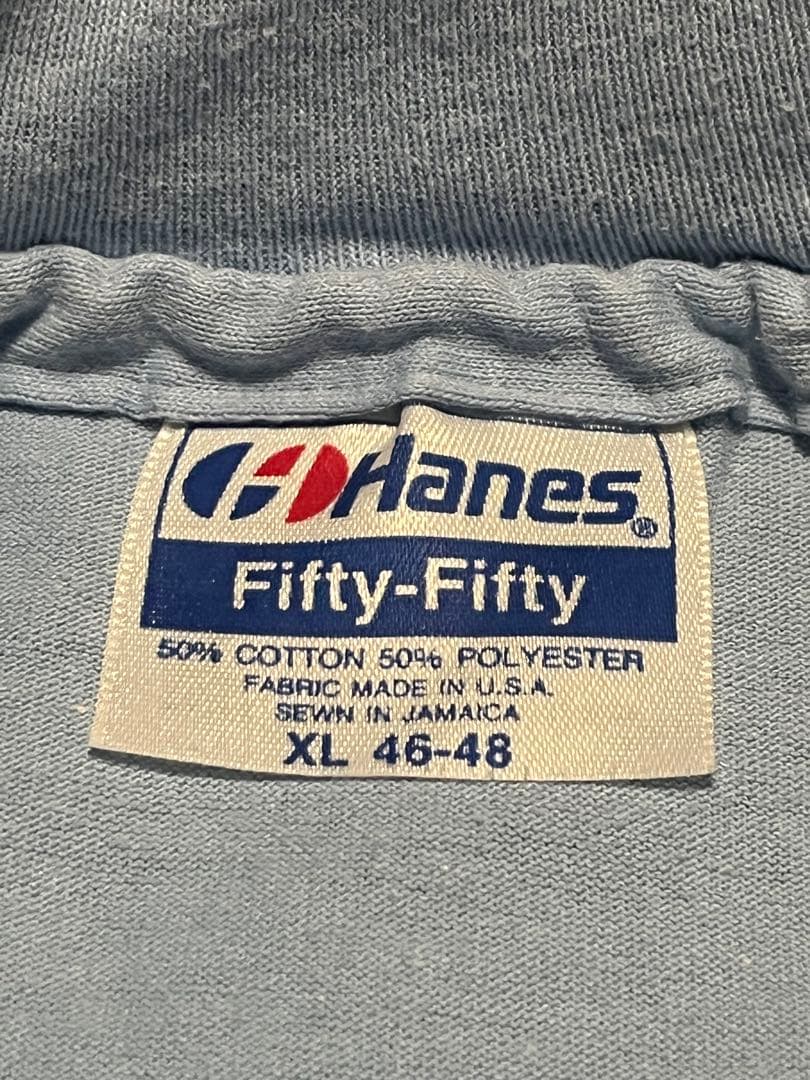 Hanes®
Fifty-Fifty
50% COTTON 50% POLYESTER
FABRIC MADE IN U.S.A.
SEWN IN JAMAICA
XL 46-48